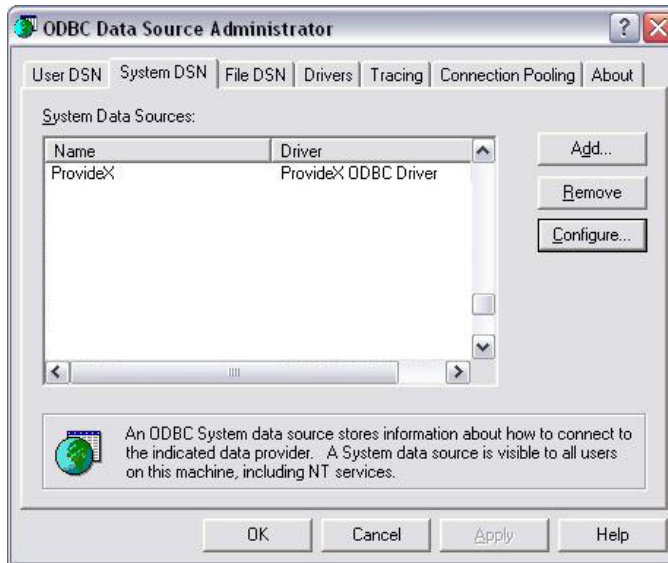 ODBC Data Source Administrator
User DSN System DSN File DSN Drivers Tracing Connection Pooling About
System Data Sources:
Name Driver
ProvideX ProvideX ODBC Driver
Add...
Remove
Configure...
An ODBC System data source stores information about how to connect to
the indicated data provider. A System data source is visible to all users
on this machine, including NT services.
OK Cancel Apply Help